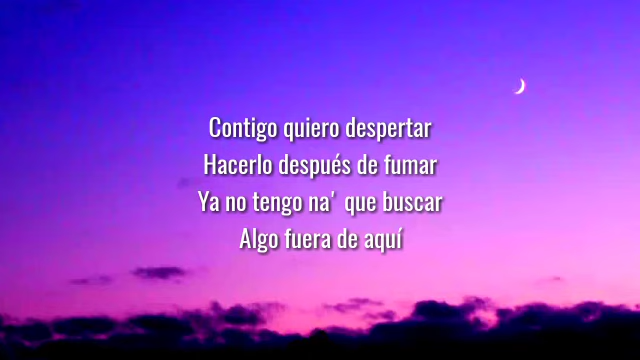 Contigo quiero despertar
Hacerlo después de fumar
Ya no tengo na' que buscar
Algo fuera de aquí